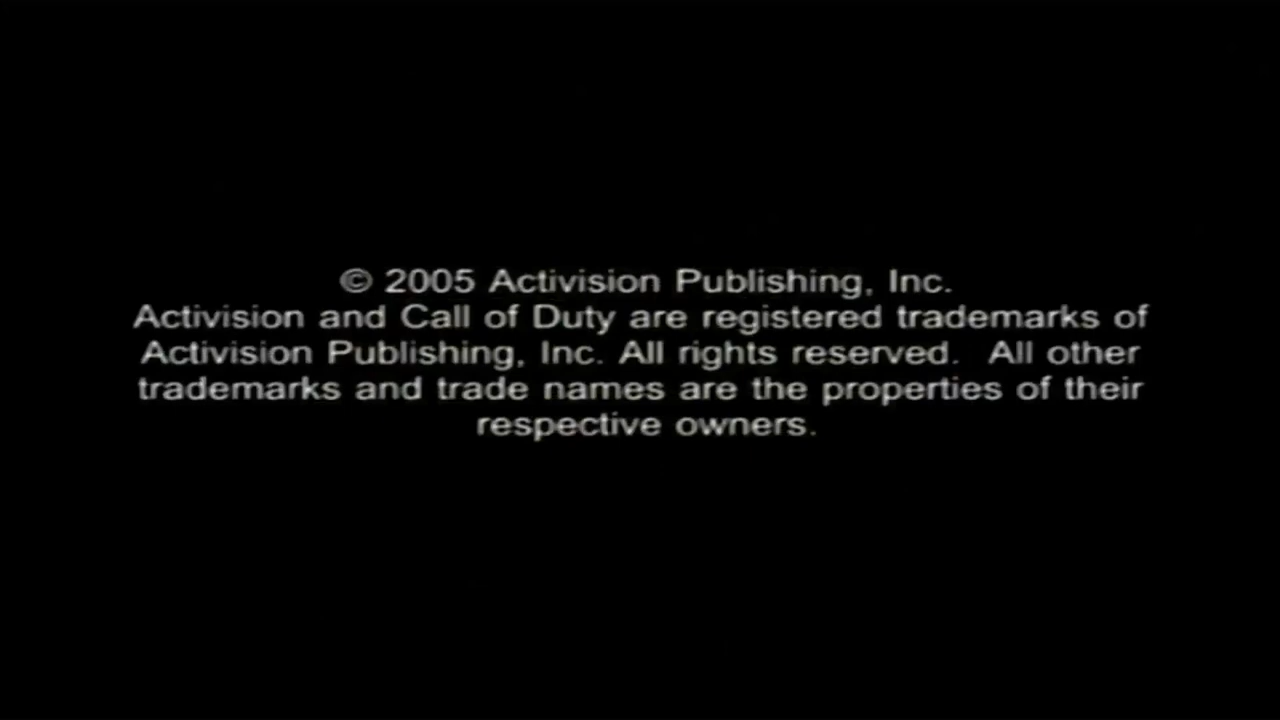 © 2005 Activision Publishing, Inc.
Activision and Call of Duty are registered trademarks of
Activision Publishing, Inc. All rights reserved.  All other
trademarks and trade names are the properties of their
respective owners.